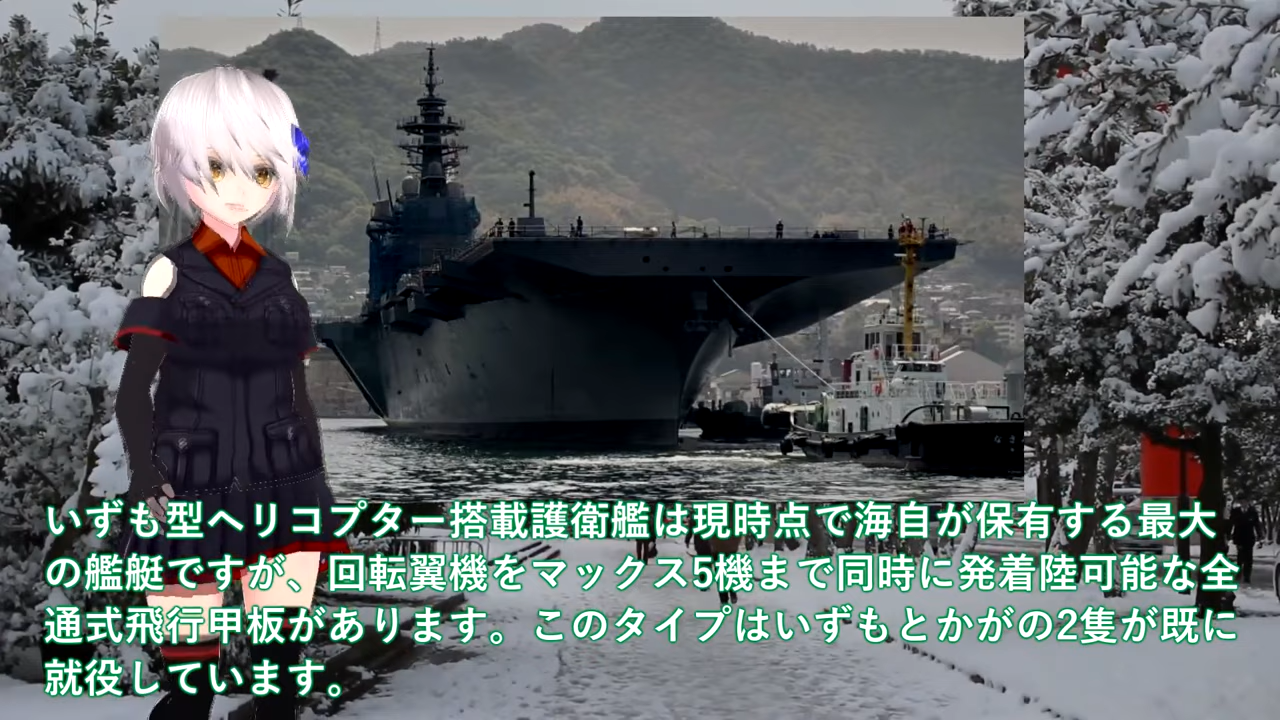 いずも型ヘリコプター搭載護衛艦は現時点で海自が保有する最大
の艦艇ですが、回転翼機をマックス5機まで同時に発着陸可能な全
通式飛行甲板があります。このタイプはいずもとかがの2隻が既に
就役しています。